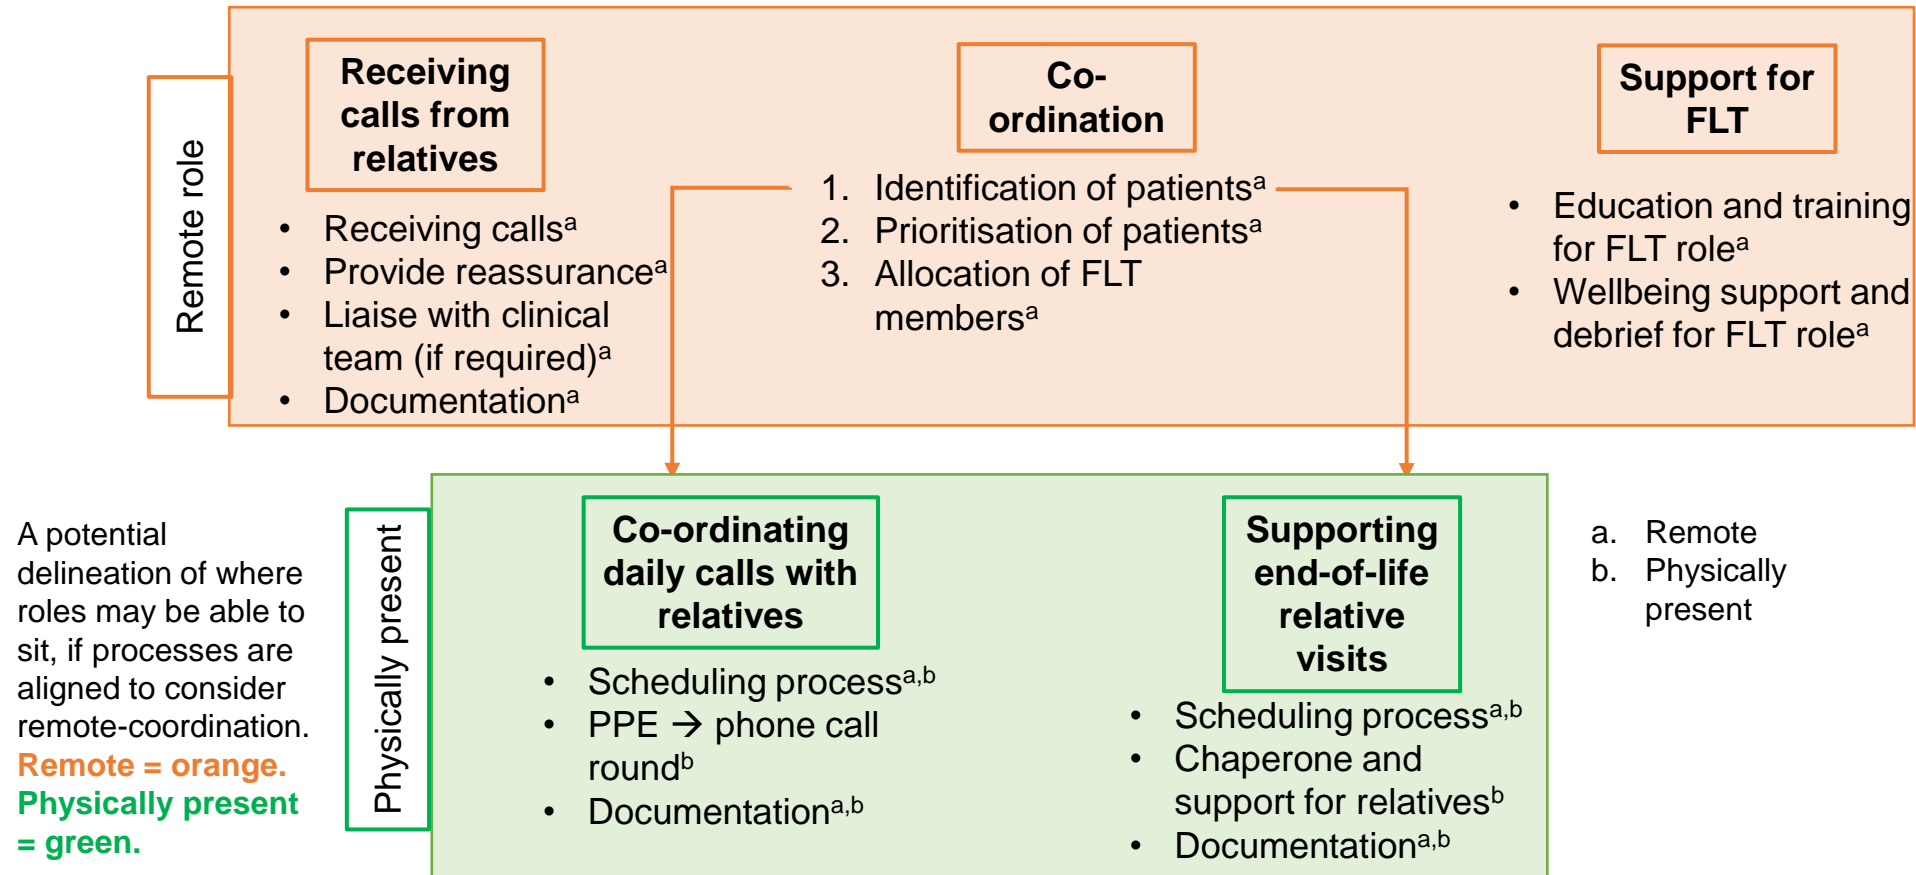 Remote role
Receiving
calls from
relatives
• Receiving callsᵃ
• Provide reassuranceᵃ
• Liaise with clinical
team (if required)ᵃ
• Documentationᵃ
Co-
ordination
1. Identification of patientsᵃ
2. Prioritisation of patientsᵃ
3. Allocation of FLT
membersᵃ
Support for
FLT
• Education and training
for FLT roleᵃ
• Wellbeing support and
debrief for FLT roleᵃ
A potential
delineation of where
roles may be able to
sit, if processes are
aligned to consider
remote-coordination.
Remote = orange.
Physically present
= green.
Physically present
Co-ordinating
daily calls with
relatives
• Scheduling processᵃ,ᵇ
• PPE → phone call
roundᵇ
• Documentationᵃ,ᵇ
Supporting
end-of-life
relative
visits
• Scheduling processᵃ,ᵇ
• Chaperone and
support for relativesᵇ
• Documentationᵃ,ᵇ
a. Remote
b. Physically
present